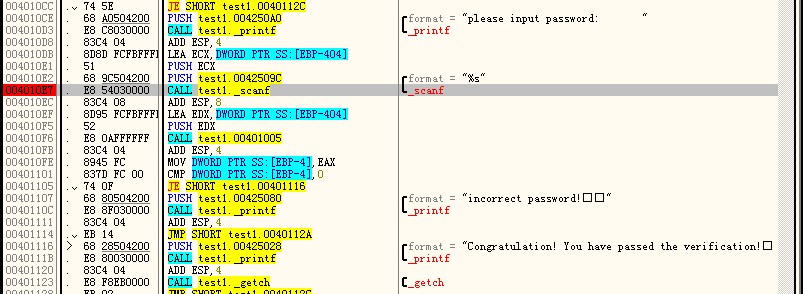 004010CC . 74 5E JE SHORT test1.0040112C
004010CE . 68 A0504200 PUSH test1.004250A0 format = "please input password: "
004010D3 . E8 C8030000 CALL test1._printf _printf
004010D8 . 83C4 04 ADD ESP,4
004010DB . 8D8D FCFBFFFF LEA ECX,DWORD PTR SS:[EBP-404]
004010E1 . 51 PUSH ECX
004010E2 . 68 9C504200 PUSH test1.0042509C format = "%s"
004010E7 . E8 54030000 CALL test1._scanf _scanf
004010EC . 83C4 08 ADD ESP,8
004010EF . 8D95 FCFBFFFF LEA EDX,DWORD PTR SS:[EBP-404]
004010F5 . 52 PUSH EDX
004010F6 . E8 0AFFFFFF CALL test1.00401005
004010FB . 83C4 04 ADD ESP,4
004010FE . 8945 FC MOV DWORD PTR SS:[EBP-4],EAX
00401101 . 837D FC 00 CMP DWORD PTR SS:[EBP-4],0
00401105 . 74 0F JE SHORT test1.00401116
00401107 . 68 80504200 PUSH test1.00425080 format = "incorrect password!□□"
0040110C . E8 8F030000 CALL test1._printf _printf
00401111 . 83C4 04 ADD ESP,4
00401114 . EB 14 JMP SHORT test1.0040112A
00401116 > 68 28504200 PUSH test1.00425028 format = "Congratulation! You have passed the verification!□
0040111B . E8 80030000 CALL test1._printf _printf
00401120 . 83C4 04 ADD ESP,4
00401123 . E8 F8EB0000 CALL test1._getch _getch